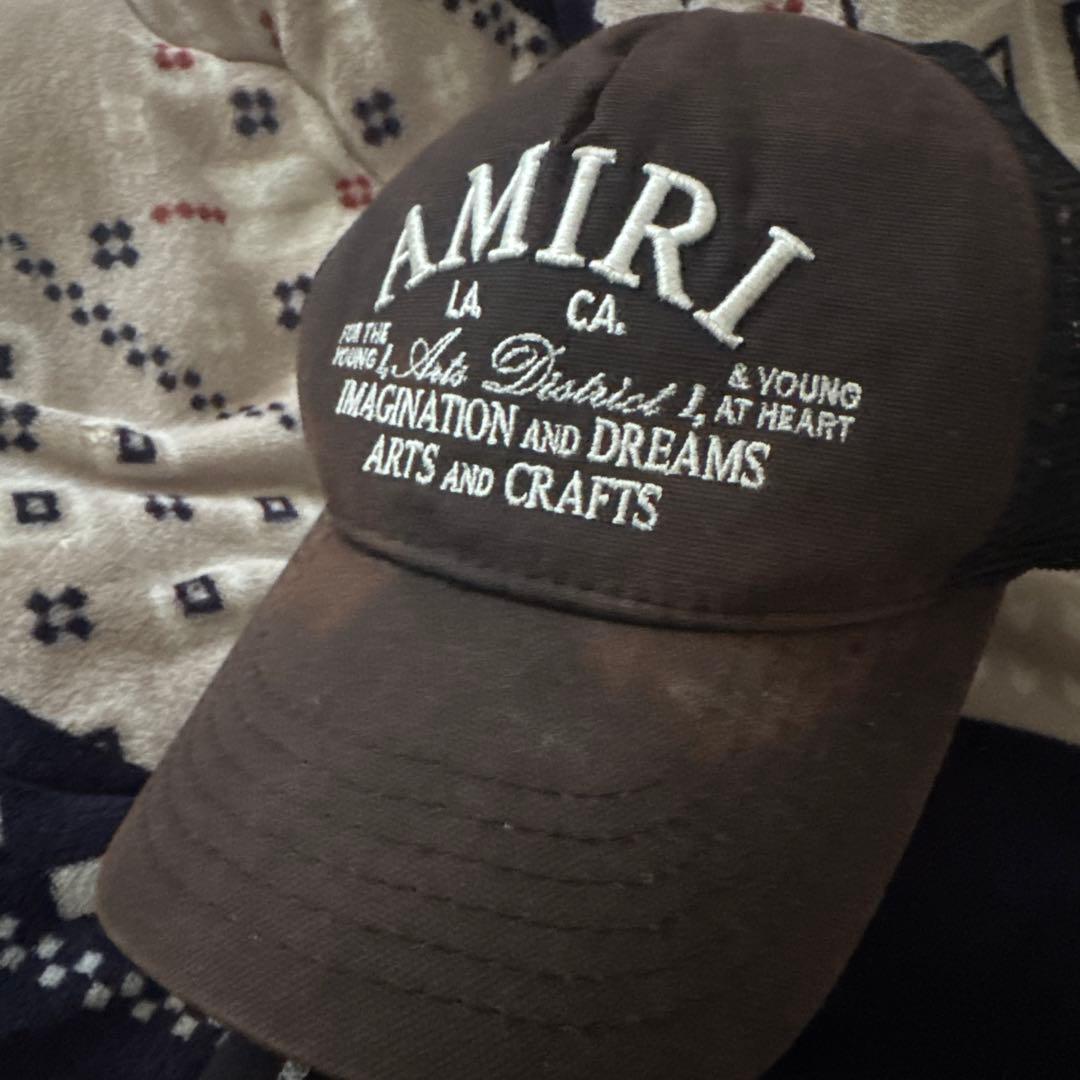 AMIRI
LA. CA.
FOR THE
YOUNG Arts District & YOUNG
AT HEART
IMAGINATION AND DREAMS
ARTS AND CRAFTS